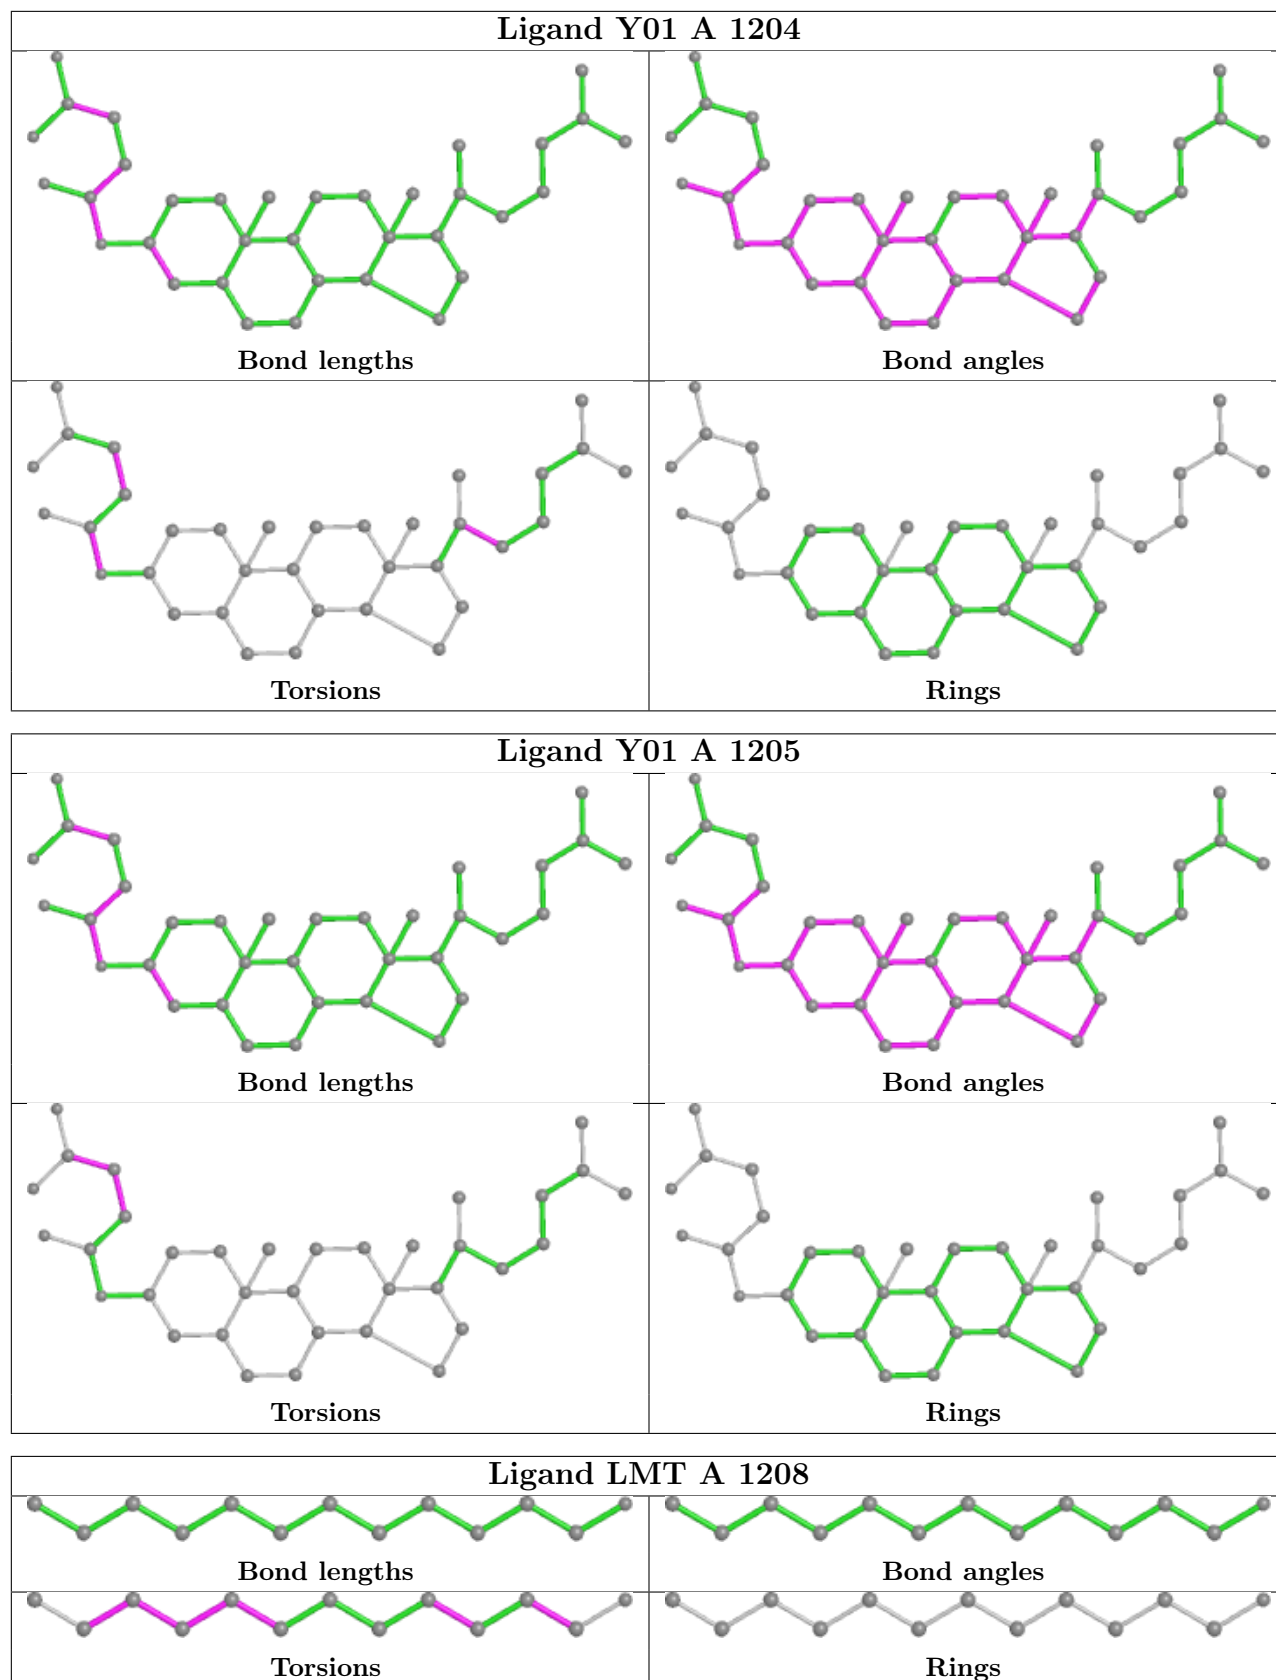 Ligand Y01 A 1204
Bond lengths
Bond angles
Torsions
Rings
Ligand Y01 A 1205
Bond lengths
Bond angles
Torsions
Rings
Ligand LMT A 1208
Bond lengths
Bond angles
Torsions
Rings